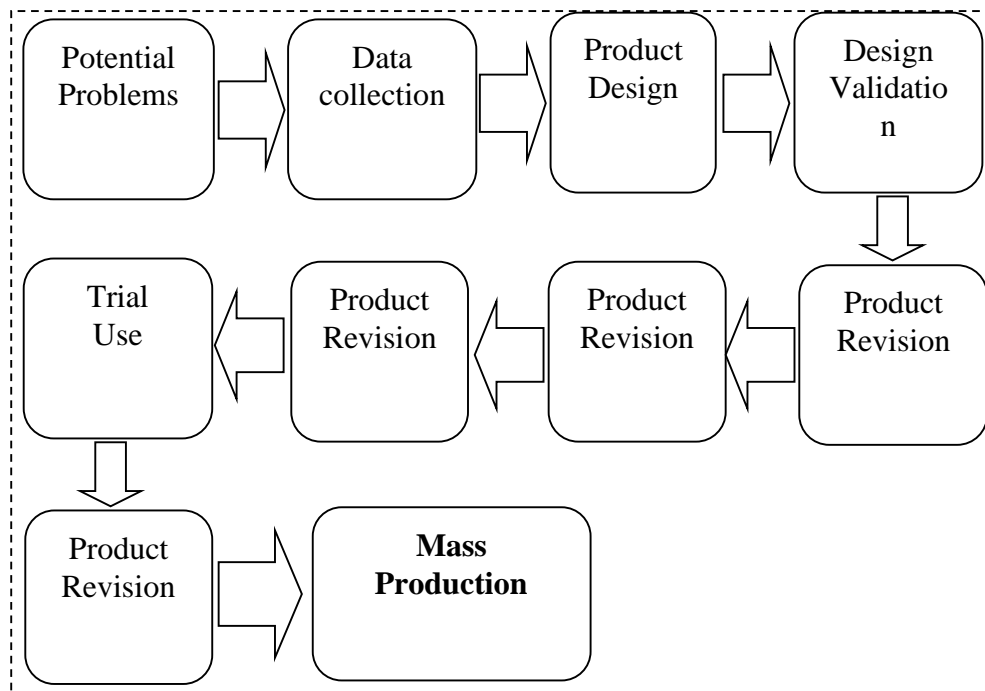 Potential
Problems
Data
collection
Product
Design
Design
Validatio
n
Product
Revision
Product
Revision
Product
Revision
Trial
Use
Product
Revision
Mass
Production